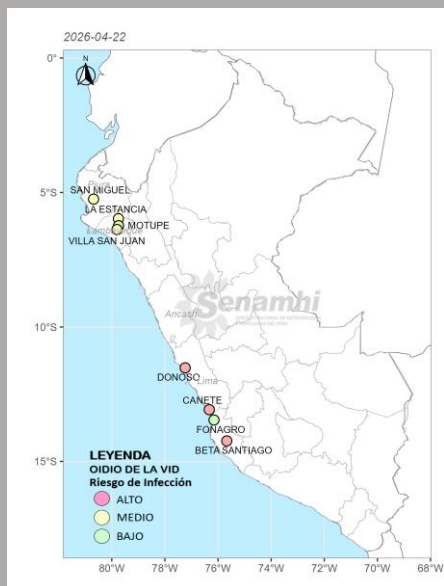 2026-04-22
N
0°
Piura
SAN MIGUEL
5°S
LA ESTANCIA
MOTUPE
Lambayeque
VILLA SAN JUAN
Senamhi
Ancash
10°S
DONOSO
Lima
CANETE
FONAGRO
BETA SANTIAGO
LEYENDA
OIDIO DE LA VID
Riesgo de Infección
ALTO
MEDIO
BAJO
15°S
80°W 78°W 76°W 74°W 72°W 70°W 68°W